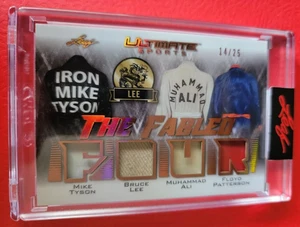 Leaf
ULTIMATE
SPORTS
14/25
IRON
MIKE
TYSON
LEE
MUHAMMAD
ALI
THE FABLED
FOUR
MIKE
TYSON
BRUCE
LEE
MUHAMMAD
ALI
FLOYD
PATTERSON
Leaf